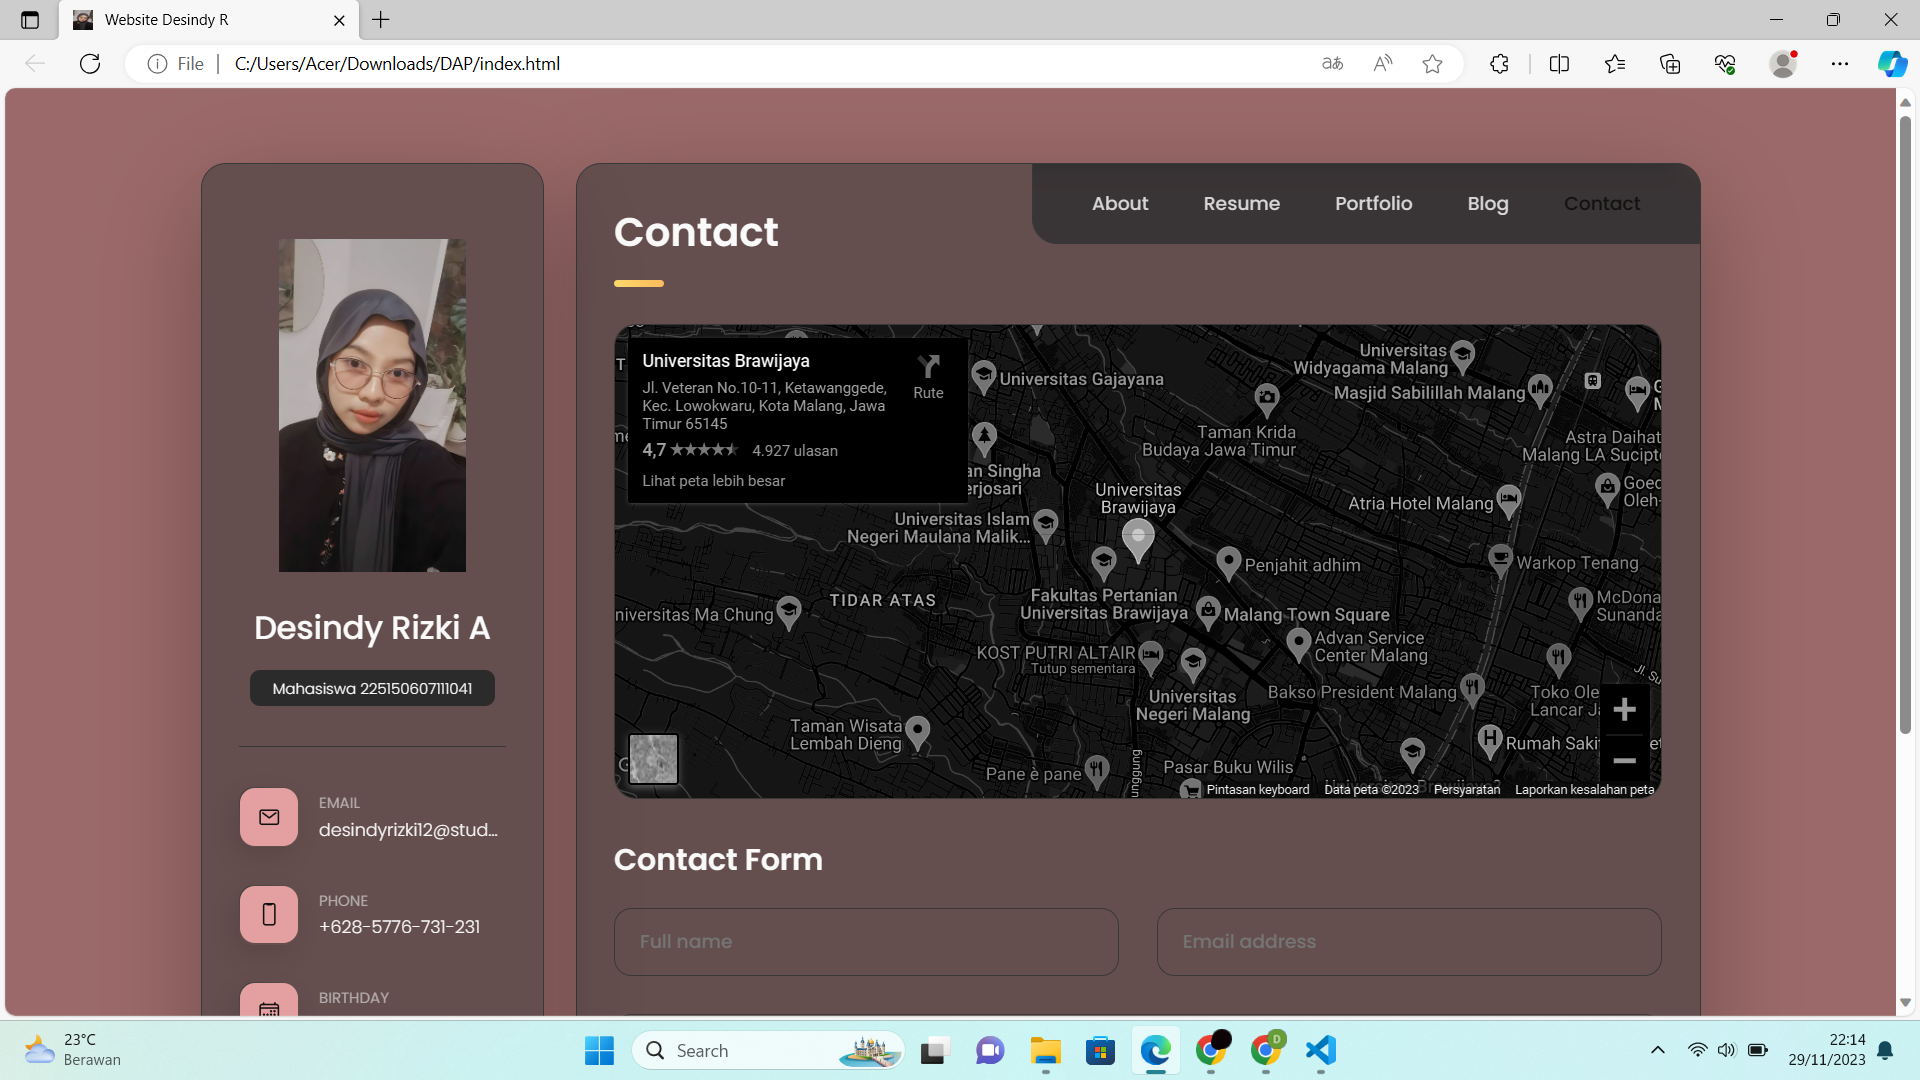 Website Desindy R
File
C:/Users/Acer/Downloads/DAP/index.html
About
Resume
Portfolio
Blog
Contact
Contact
Desindy Rizki A
Mahasiswa 225150607111041
EMAIL
desindyrizki12@stud...
PHONE
+628-5776-731-231
BIRTHDAY
Universitas Brawijaya
Jl. Veteran No.10-11, Ketawanggede,
Kec. Lowokwaru, Kota Malang, Jawa
Timur 65145
4,7
4.927 ulasan
Lihat peta lebih besar
Rute
Universitas Gajayana
Universitas
Widyagama Malang
Masjid Sabilillah Malang
Taman Krida
Budaya Jawa Timur
Astra Daihat
Malang LA Sucipt
an Singha
erjosari
Universitas
Brawijaya
Atria Hotel Malang
Goed
Oleh-
Universitas Islam
Negeri Maulana Malik...
Penjahit adhim
Warkop Tenang
TIDAR ATAS
Fakultas Pertanian
Universitas Brawijaya
Malang Town Square
McDona
Sunanda
niversitas Ma Chung
Advan Service
Center Malang
KOST PUTRI ALTAIR
Tutup sementara
Jl. Su
Universitas
Negeri Malang
Bakso President Malang
Toko Ole
Lancar Ja
Taman Wisata
Lembah Dieng
Rumah Saki
Pane e pane
unggung
Pasar Buku Wilis
Pintasan keyboard
Data peta ©2023
Persyaratan
Laporkan kesalahan peta
Contact Form
Full name
Email address
23°C
Berawan
Search
22:14
29/11/2023